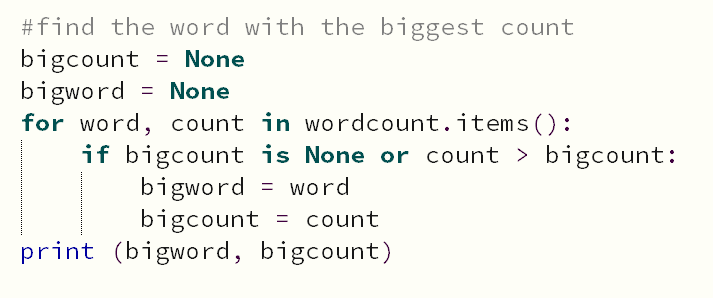 #find the word with the biggest count
bigcount = None
bigword = None
for word, count in wordcount.items():
    if bigcount is None or count > bigcount:
        bigword = word
        bigcount = count
print (bigword, bigcount)